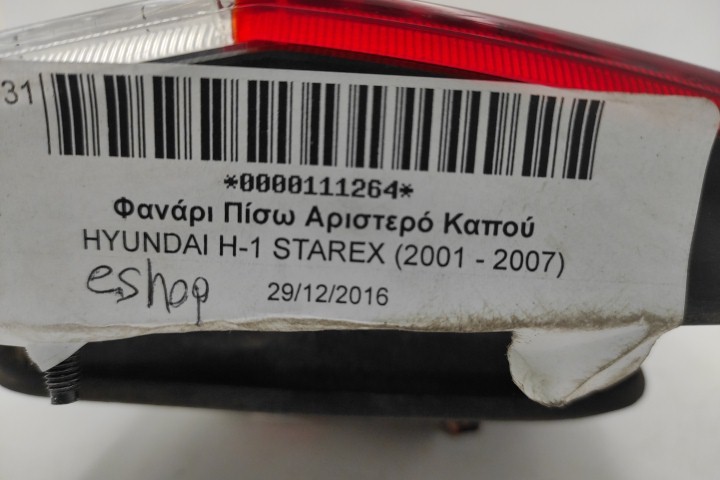 31
*0000111264*
Φανάρι Πίσω Αριστερό Καπού
HYUNDAI H-1 STAREX (2001 - 2007)
eshop 29/12/2016